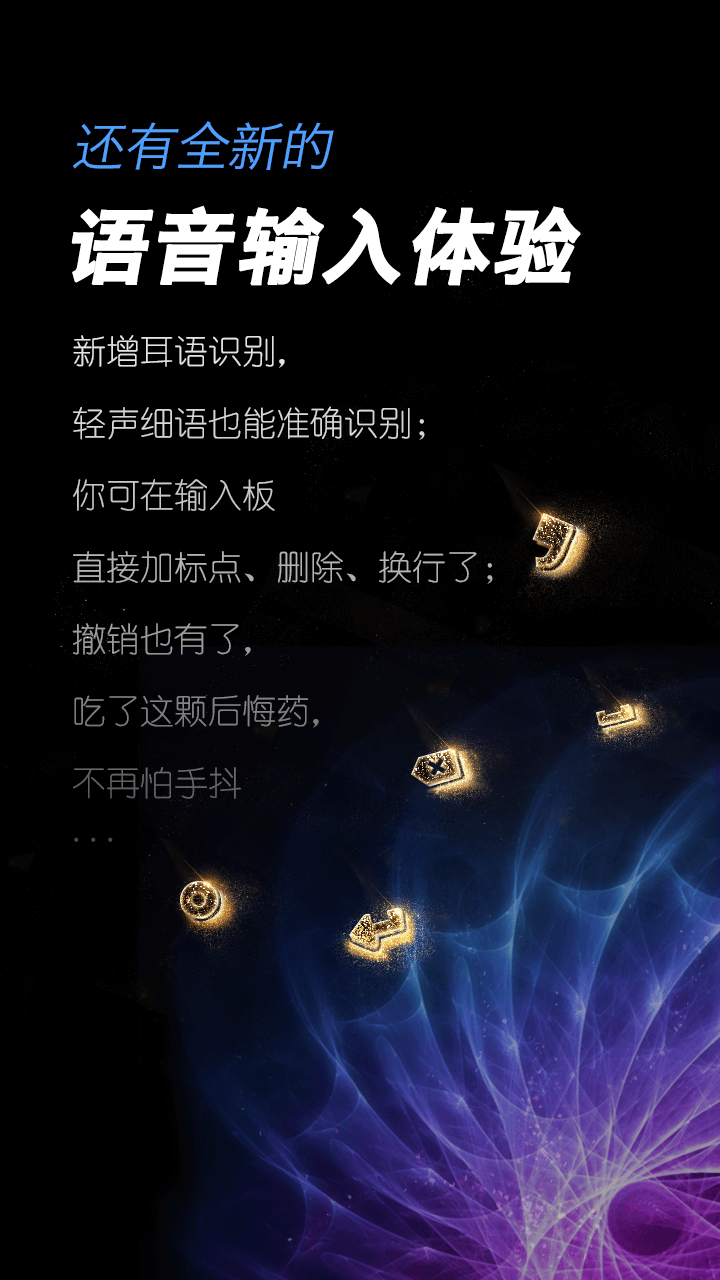 还有全新的
语音输入体验
新增耳语识别，
轻声细语也能准确识别；
你可在输入板
直接加标点、删除、换行了；
撤销也有了，
吃了这颗后悔药，
不再怕手抖
...